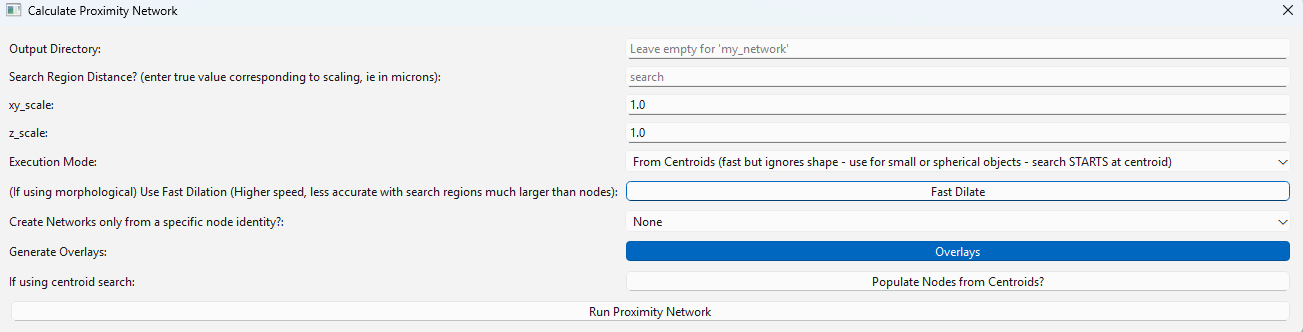 Calculate Proximity Network
Output Directory: Leave empty for 'my_network'
Search Region Distance? (enter true value corresponding to scaling, ie in microns): search
xy_scale: 1.0
z_scale: 1.0
Execution Mode: From Centroids (fast but ignores shape - use for small or spherical objects - search STARTS at centroid)
(If using morphological) Use Fast Dilation (Higher speed, less accurate with search regions much larger than nodes): Fast Dilate
Create Networks only from a specific node identity?: None
Generate Overlays: Overlays
If using centroid search: Populate Nodes from Centroids?
Run Proximity Network